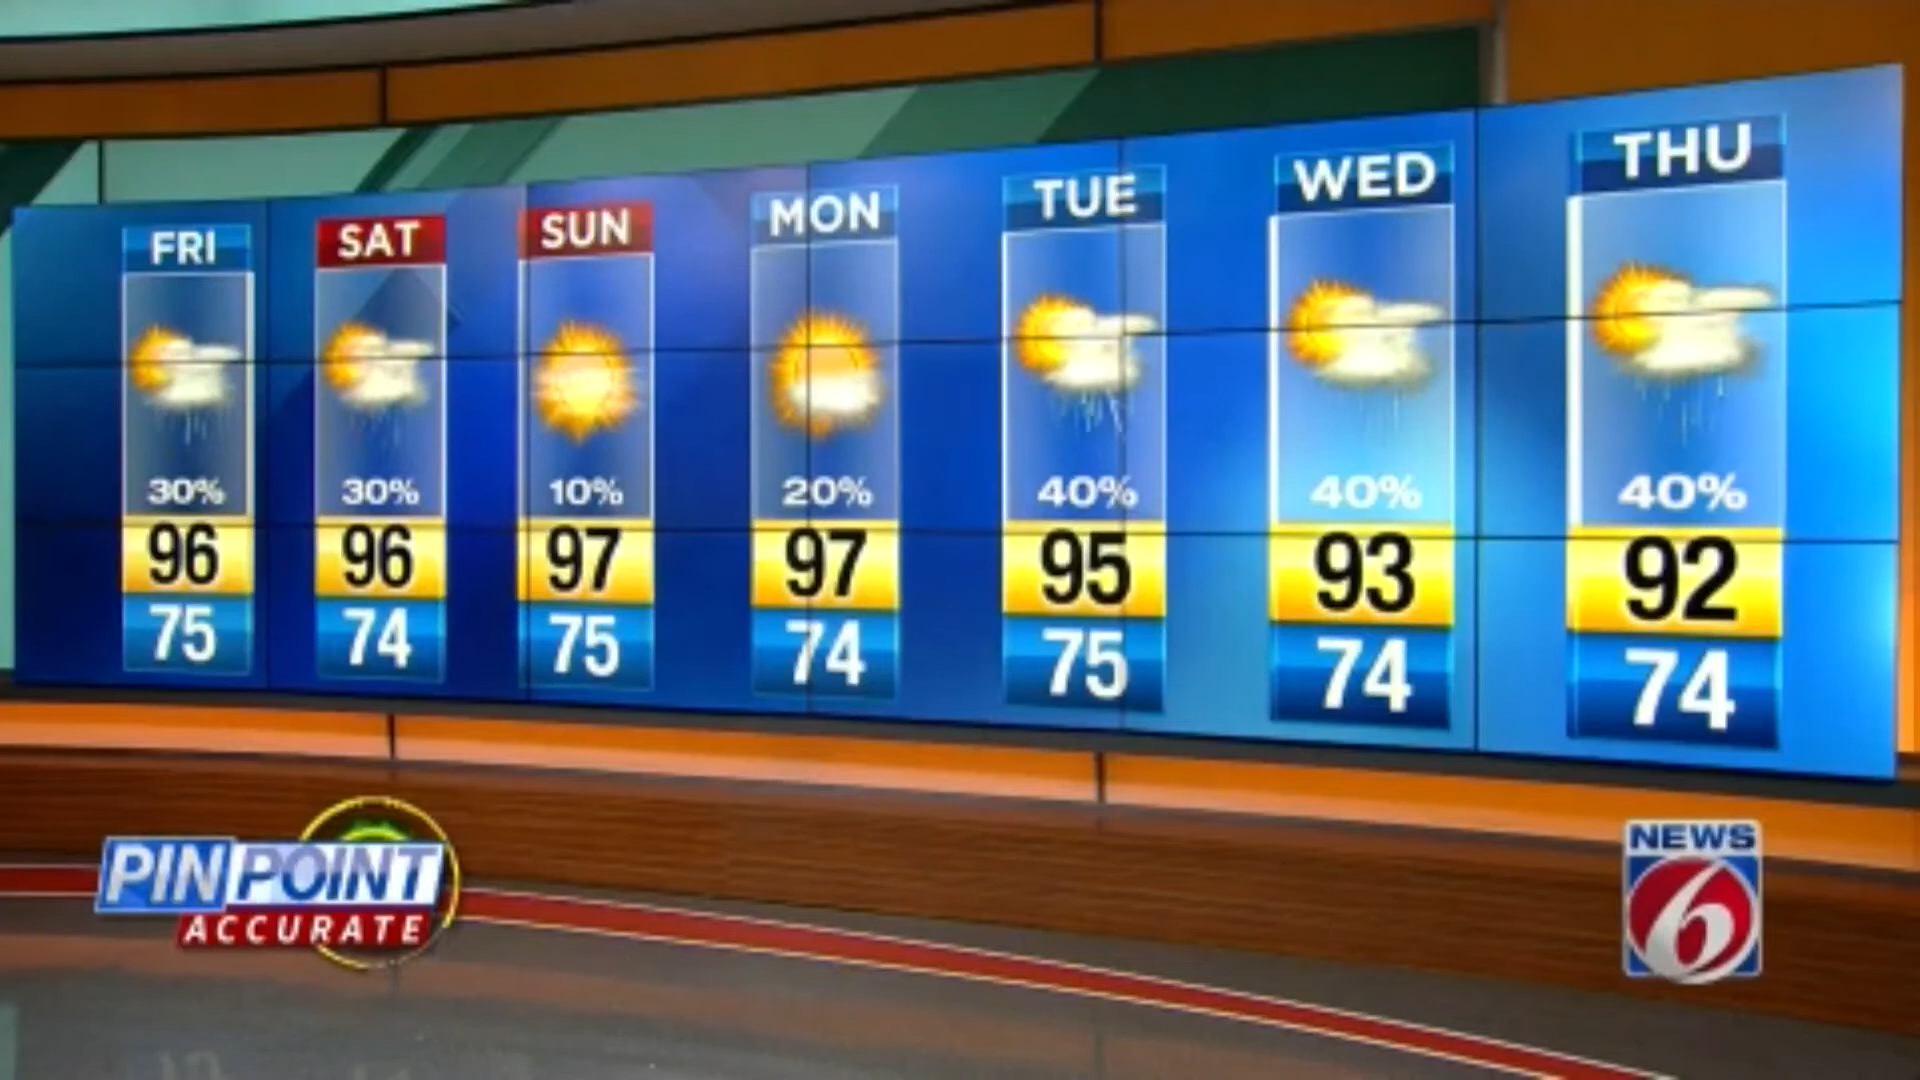 FRI SAT SUN MON TUE WED THU
30% 30% 10% 20% 40% 40% 40%
96 96 97 97 95 93 92
75 74 75 74 75 74 74
PINPOINT
ACCURATE
NEWS
6